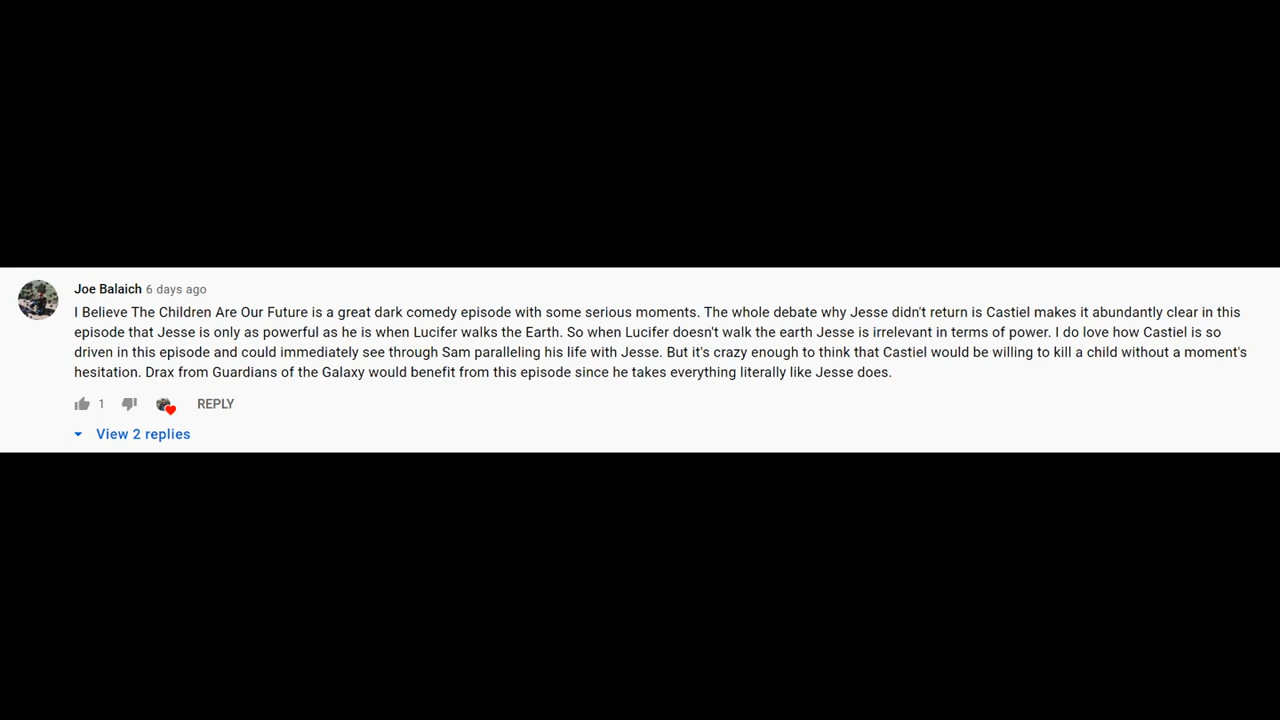 Joe Balaich 6 days ago
I Believe The Children Are Our Future is a great dark comedy episode with some serious moments. The whole debate why Jesse didn't return is Castiel makes it abundantly clear in this
episode that Jesse is only as powerful as he is when Lucifer walks the Earth. So when Lucifer doesn't walk the earth Jesse is irrelevant in terms of power. I do love how Castiel is so
driven in this episode and could immediately see through Sam paralleling his life with Jesse. But it's crazy enough to think that Castiel would be willing to kill a child without a moment's
hesitation. Drax from Guardians of the Galaxy would benefit from this episode since he takes everything literally like Jesse does.
1 REPLY
View 2 replies